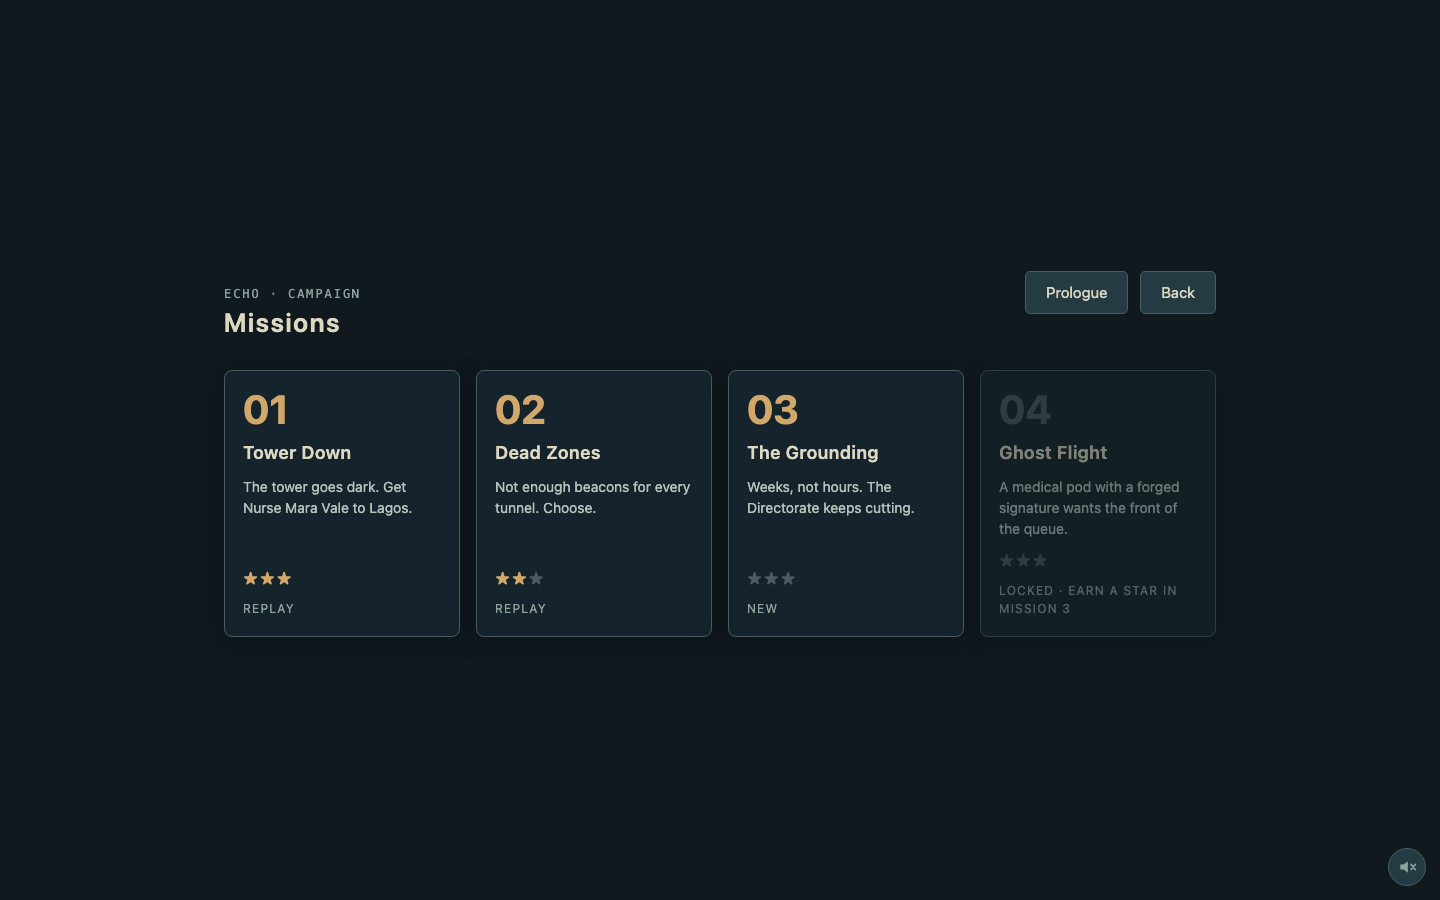 ECHO · CAMPAIGN
Missions
Prologue
Back
01
Tower Down
The tower goes dark. Get
Nurse Mara Vale to Lagos.
REPLAY
02
Dead Zones
Not enough beacons for every
tunnel. Choose.
REPLAY
03
The Grounding
Weeks, not hours. The
Directorate keeps cutting.
NEW
04
Ghost Flight
A medical pod with a forged
signature wants the front of
the queue.
LOCKED · EARN A STAR IN
MISSION 3